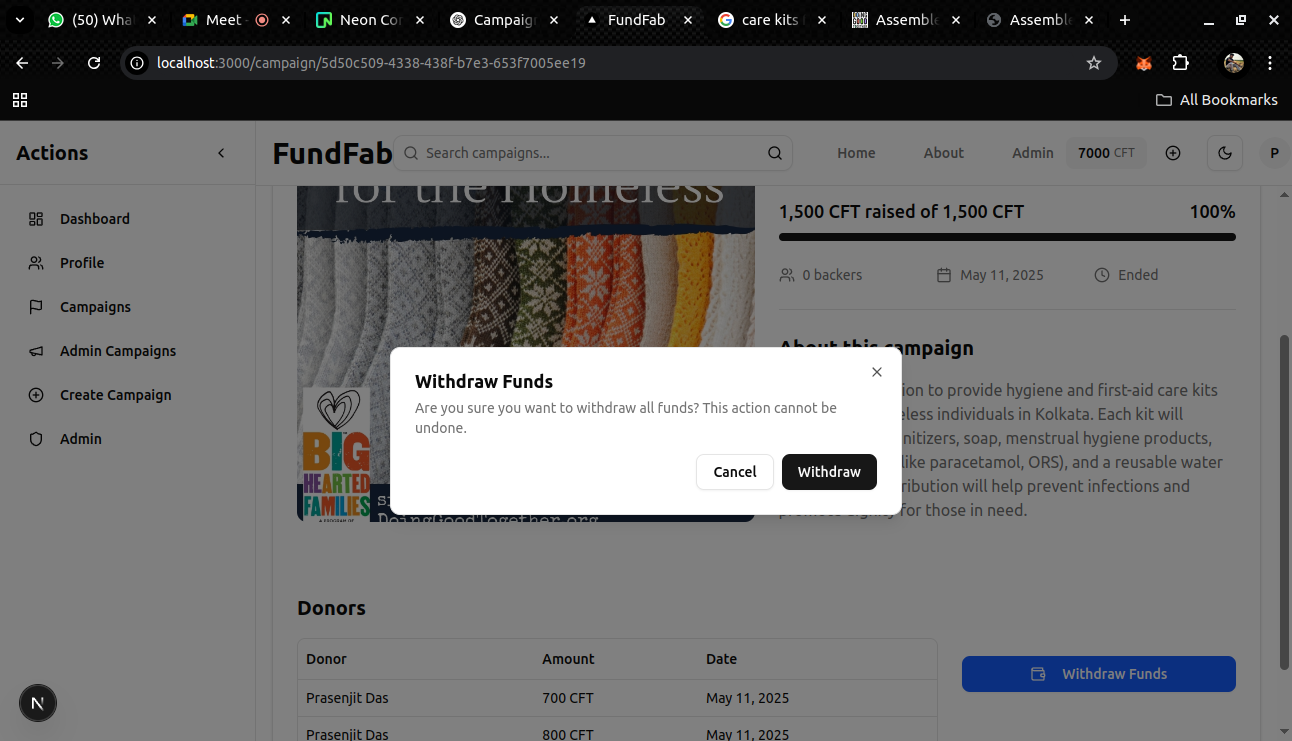 (50) Wha
Meet -
Neon Co
Campaig
FundFab
care kits
Assemble
Assemble
localhost:3000/campaign/5d50c509-4338-438f-b7e3-653f7005ee19
All Bookmarks
Actions
FundFab
Search campaigns...
Home
About
Admin
7000 CFT
P
Dashboard
Profile
Campaigns
Admin Campaigns
Create Campaign
Admin
for the Homeless
BIG
HEARTED
FAMILIES
A PROGRAM OF
DoingGoodTogether.org
1,500 CFT raised of 1,500 CFT
100%
0 backers
May 11, 2025
Ended
About this campaign
ion to provide hygiene and first-aid care kits
eless individuals in Kolkata. Each kit will
nitizers, soap, menstrual hygiene products,
like paracetamol, ORS), and a reusable water
ribution will help prevent infections and
promote dignity for those in need.
Withdraw Funds
Are you sure you want to withdraw all funds? This action cannot be
undone.
Cancel
Withdraw
Donors
Donor Amount Date
Prasenjit Das 700 CFT May 11, 2025
Prasenjit Das 800 CFT May 11, 2025
Withdraw Funds
N